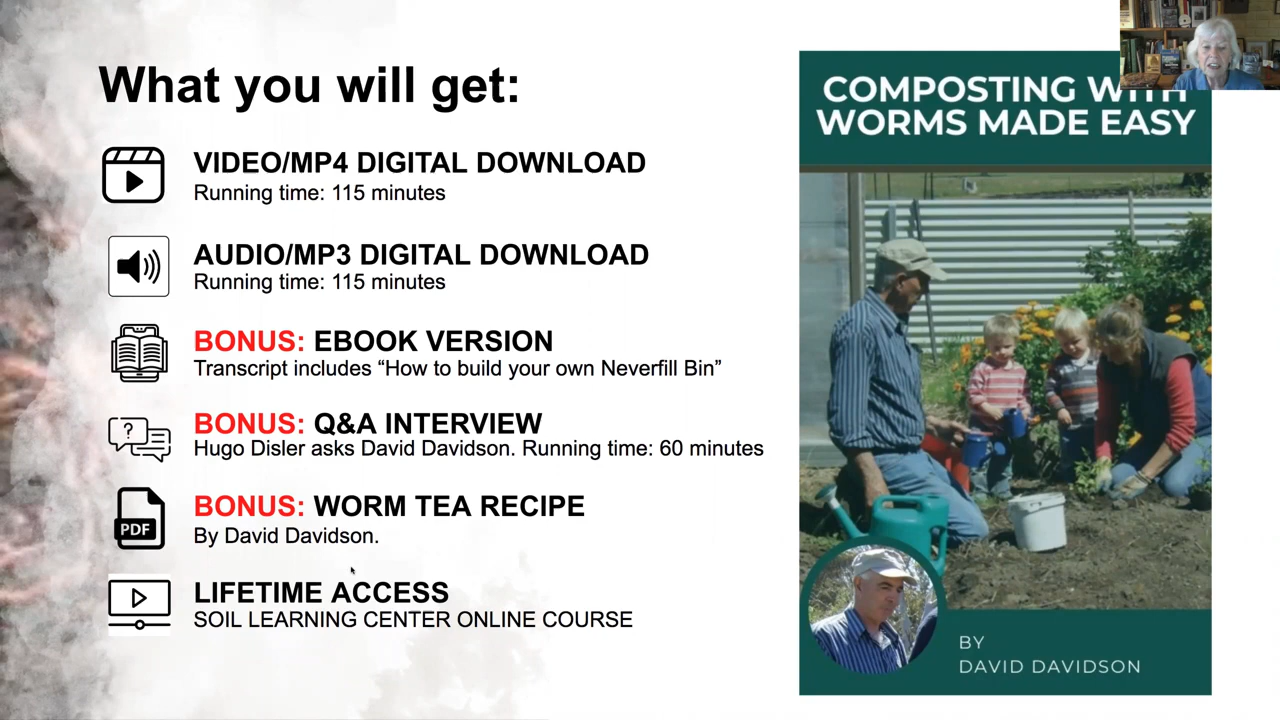 What you will get:
VIDEO/MP4 DIGITAL DOWNLOAD
Running time: 115 minutes
AUDIO/MP3 DIGITAL DOWNLOAD
Running time: 115 minutes
BONUS: EBOOK VERSION
Transcript includes “How to build your own Neverfill Bin”
BONUS: Q&A INTERVIEW
Hugo Disler asks David Davidson. Running time: 60 minutes
PDF
BONUS: WORM TEA RECIPE
By David Davidson.
LIFETIME ACCESS
SOIL LEARNING CENTER ONLINE COURSE
COMPOSTING WITH
WORMS MADE EASY
BY
DAVID DAVIDSON